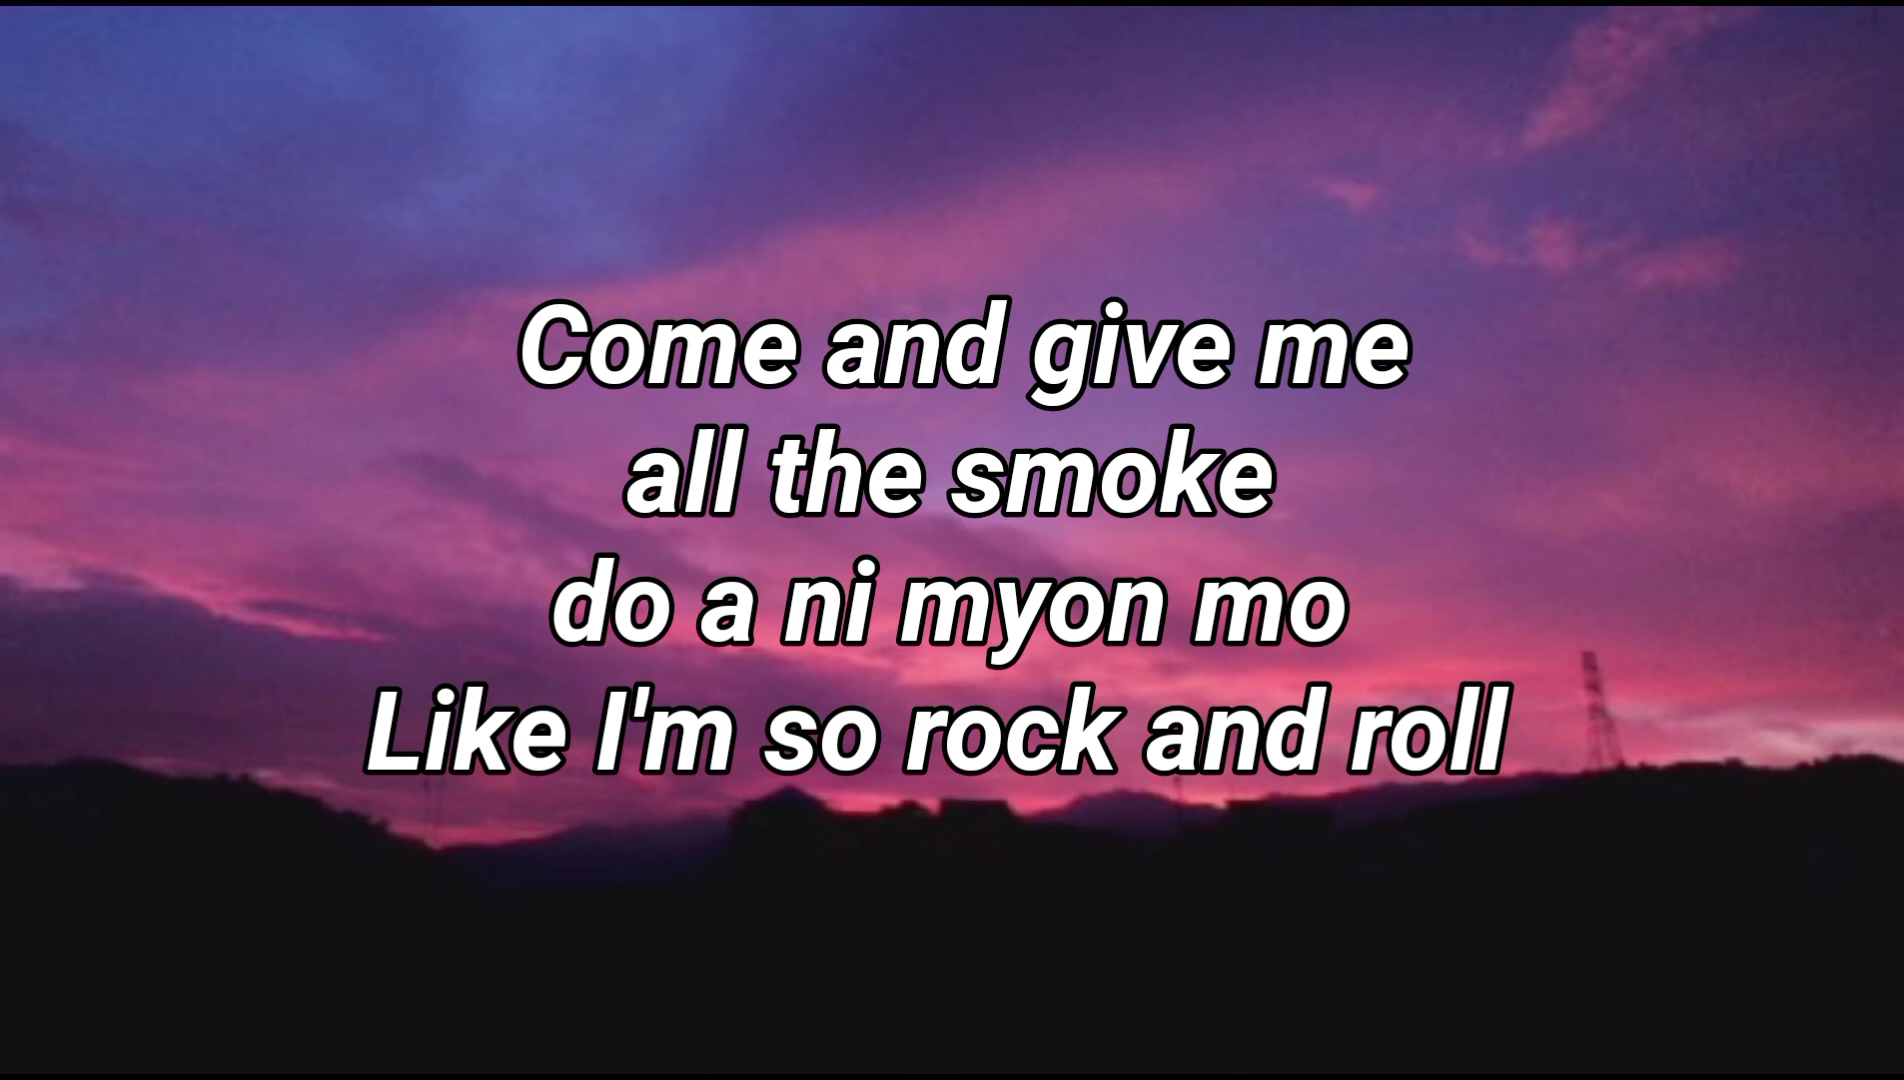 Come and give me
all the smoke
do a ni myon mo
Like I'm so rock and roll